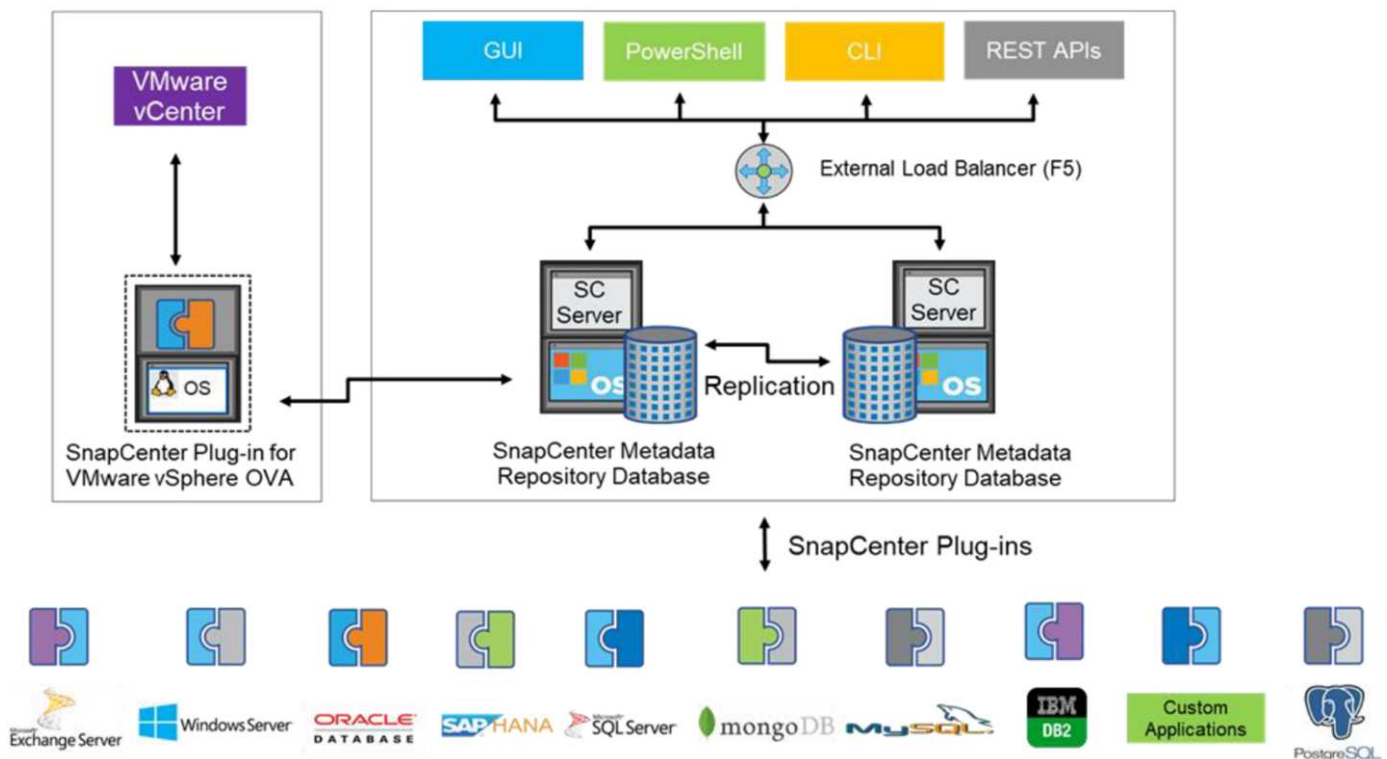 GUI
PowerShell
CLI
REST APIs
VMware
vCenter
External Load Balancer (F5)
SC
Server
OS
SC
Server
OS
OS
Replication
SnapCenter Plug-in for
VMware vSphere OVA
SnapCenter Metadata
Repository Database
SnapCenter Metadata
Repository Database
SnapCenter Plug-ins
Microsoft
Exchange Server
Windows Server
ORACLE
DATABASE
SAP HANA
Microsoft
SQL Server
mongoDB
MySQL
IBM
DB2
Custom
Applications
PostgreSQL